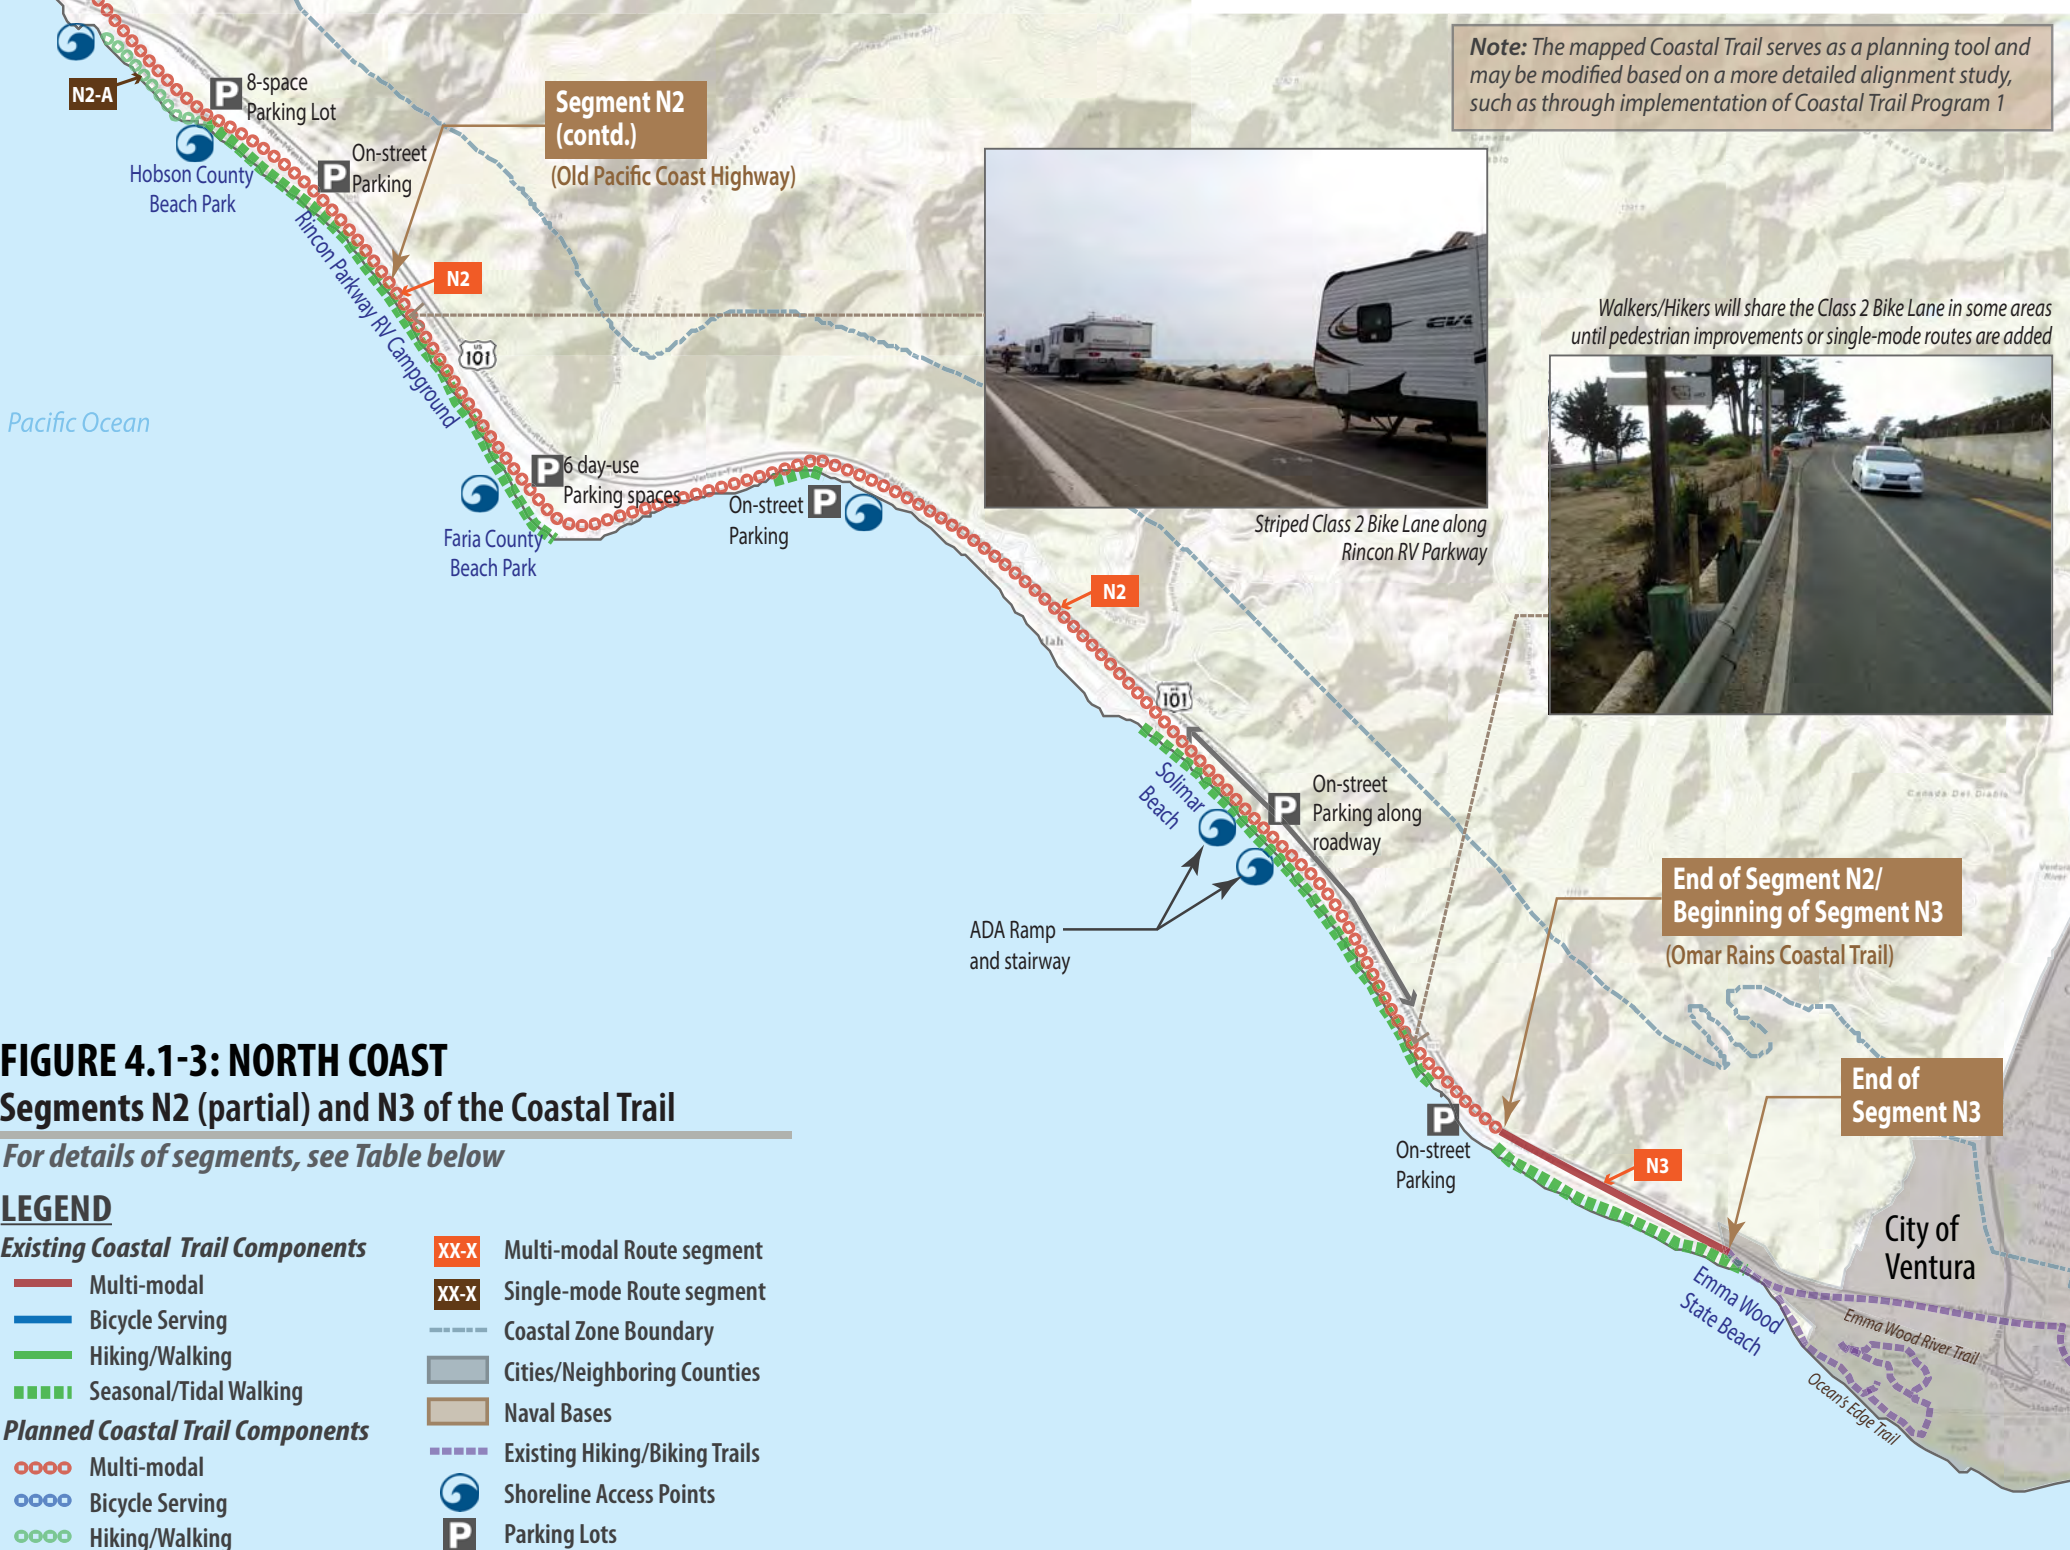 Note: The mapped Coastal Trail serves as a planning tool and
may be modified based on a more detailed alignment study,
such as through implementation of Coastal Trail Program 1
N2-A
8-space
Parking Lot
Segment N2
(contd.)
(Old Pacific Coast Highway)
Hobson County
Beach Park
On-street
Parking
Rincon Parkway RV Campground
N2
US
101
Walkers/Hikers will share the Class 2 Bike Lane in some areas
until pedestrian improvements or single-mode routes are added
Pacific Ocean
6 day-use
Parking spaces
Faria County
Beach Park
On-street
Parking
Striped Class 2 Bike Lane along
Rincon RV Parkway
N2
101
Solimar
Beach
On-street
Parking along
roadway
ADA Ramp
and stairway
End of Segment N2/
Beginning of Segment N3
(Omar Rains Coastal Trail)
End of
Segment N3
On-street
Parking
N3
City of
Ventura
Emma Wood
State Beach
Emma Wood River Trail
Ocean's Edge Trail
FIGURE 4.1-3: NORTH COAST
Segments N2 (partial) and N3 of the Coastal Trail
For details of segments, see Table below
LEGEND
Existing Coastal Trail Components
Multi-modal
Bicycle Serving
Hiking/Walking
Seasonal/Tidal Walking
Planned Coastal Trail Components
Multi-modal
Bicycle Serving
Hiking/Walking
XX-X Multi-modal Route segment
XX-X Single-mode Route segment
Coastal Zone Boundary
Cities/Neighboring Counties
Naval Bases
Existing Hiking/Biking Trails
Shoreline Access Points
P Parking Lots